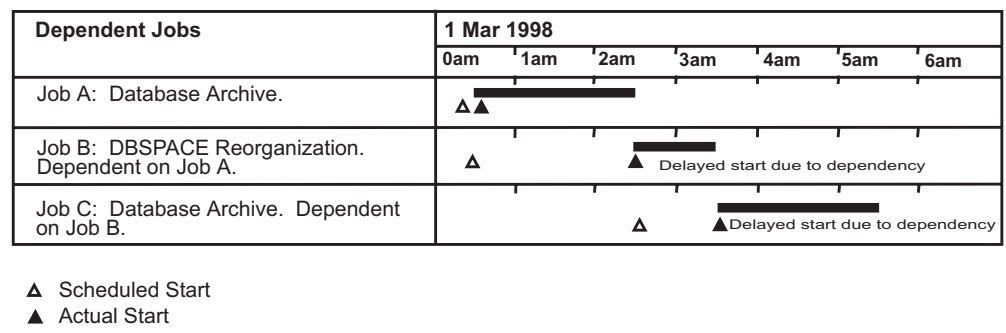 Dependent Jobs
1 Mar 1998
0am 1am 2am 3am 4am 5am 6am
Job A: Database Archive.
Job B: DBSPACE Reorganization.
Dependent on Job A.
Delayed start due to dependency
Job C: Database Archive. Dependent
on Job B.
Delayed start due to dependency
Scheduled Start
Actual Start